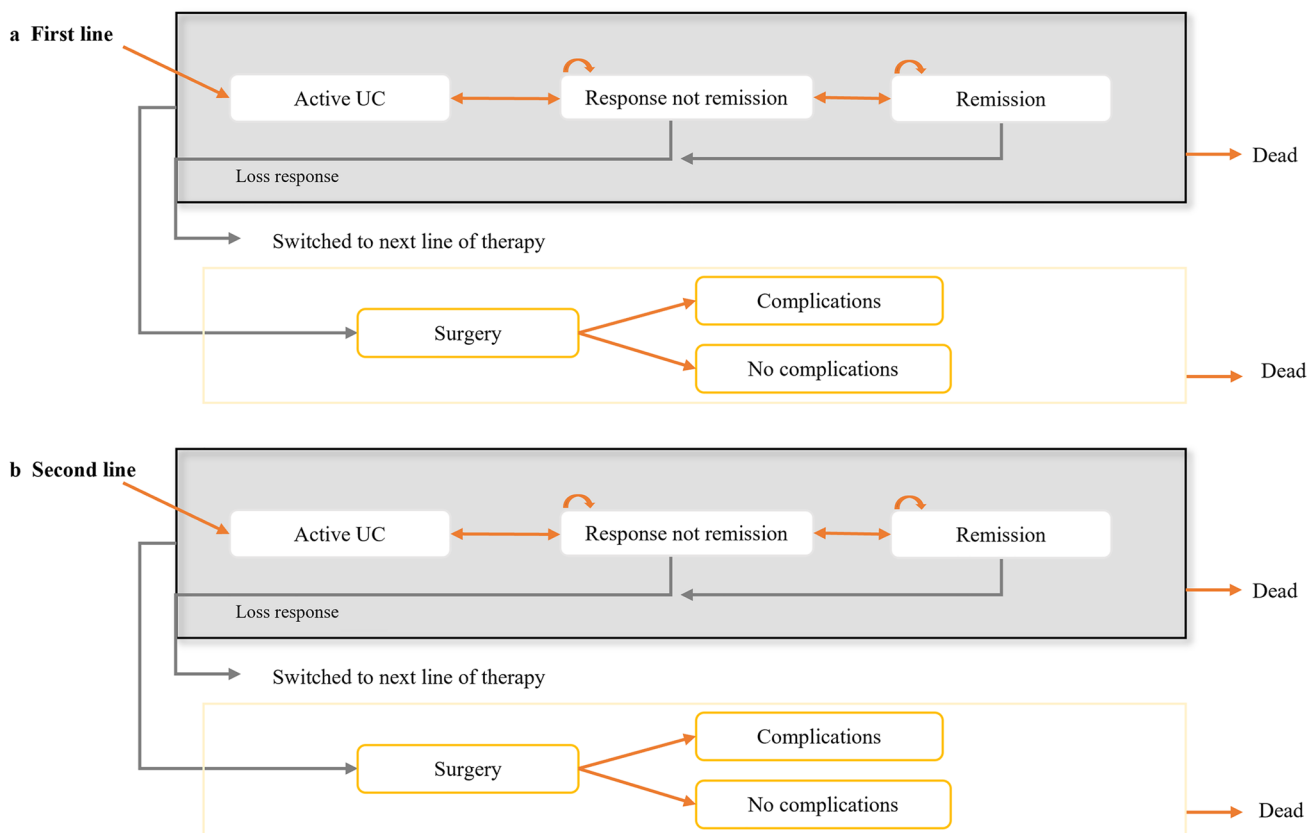 a First line
Active UC
Response not remission
Remission
Dead
Loss response
Switched to next line of therapy
Complications
Surgery
No complications
Dead
b Second line
Active UC
Response not remission
Remission
Dead
Loss response
Switched to next line of therapy
Complications
Surgery
No complications
Dead